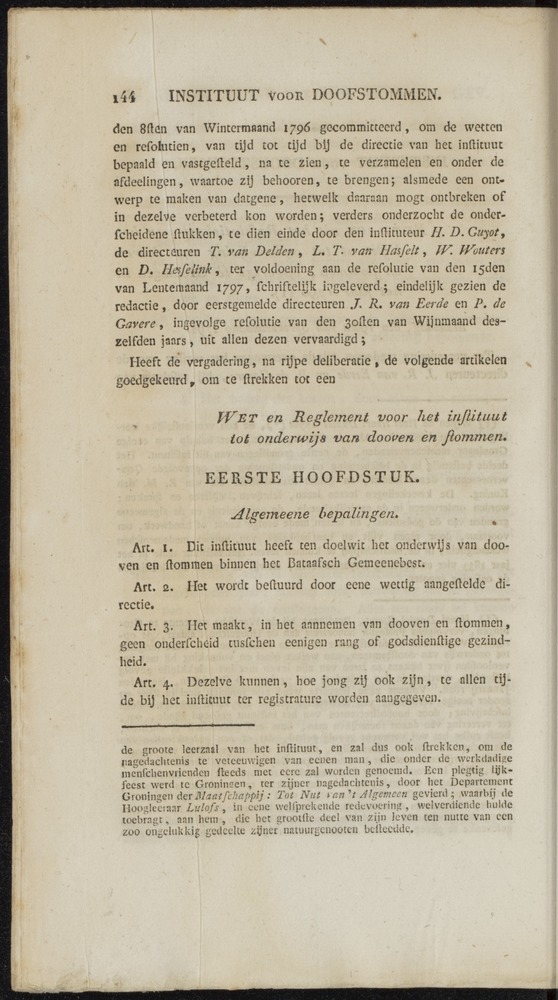 144 INSTITUUT VOOR DOOFSTOMMEN.
den 8ſten van Wintermaand 1796 gecommitteerd, om de wetten
en reſolutien, van tijd tot tijd bij de directie van het inſtituut
bepaald en vastgeſteld, na te zien, te verzamelen en onder de
afdeelingen, waartoe zij behooren, te brengen; alsmede een ont-
werp te maken van datgene, hetwelk daaraan mogt ontbreken of
in dezelve verbeterd kon worden; verders onderzocht de onder-
ſcheidene ſtukken, te dien einde door den inſtituteur H. D. Guyot,
de directeuren T. van Delden, L. T. van Hasſelt, W. Wouters
en D. Hesſelink, ter voldoening aan de reſolutie van den 15den
van Lentemaand 1797, ſchriftelijk ingeleverd; eindelijk gezien de
redactie, door eerstgemelde directeuren J. R. van Eerde en P. de
Gavere, ingevolge reſolutie van den 30ſten van Wijnmaand des-
zelfden jaars, uit allen dezen vervaardigd;
Heeft de vergadering, na rijpe deliberatie, de volgende artikelen
goedgekeurd, om te ſtrekken tot een
WET en Reglement voor het inſtituut
tot onderwijs van dooven en ſtommen.
EERSTE HOOFDSTUK.
Algemeene bepalingen.
Art. 1. Dit inſtituut heeft ten doelwit het onderwijs van doo-
ven en ſtommen binnen het Bataafsch Gemeenebest.
Art. 2. Het wordt beſtuurd door eene wettig aangeſtelde di-
rectie.
Art. 3. Het maakt, in het aannemen van dooven en ſtommen,
geen onderſcheid tusſchen eenigen rang of godsdienſtige gezind-
heid.
Art. 4. Dezelve kunnen, hoe jong zij ook zijn, te allen tij-
de bij het inſtituut ter registrature worden aangegeven.
de groote leerzaal van het inſtituut, en zal dus ook ſtrekken, om de
nagedachtenis te vereeuwigen van eenen man, die onder de werkdadige
menſchenvrienden ſteeds met eere zal worden genoemd. Een plegtig lijk-
feest werd te Groningen, ter zijner nagedachtenis, door het Departement
Groningen der Maatſchappij: Tot Nut van 't Algemeen gevierd; waarbij de
Hoogleeraar Lulofs, in eene welſprekende redevoering, welverdiende hulde
toebragt, aan hem, die het grootſte deel van zijn leven ten nutte van een
zoo ongelukkig gedeelte zijner natuurgenooten beſteedde.